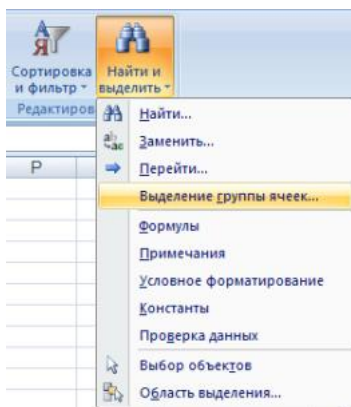 Сортировка
и фильтр
Найти и
выделить
Редактиров
Найти...
Заменить...
Перейти...
P
Выделение группы ячеек...
Формулы
Примечания
Условное форматирование
Константы
Проверка данных
Выбор объектов
Область выделения...